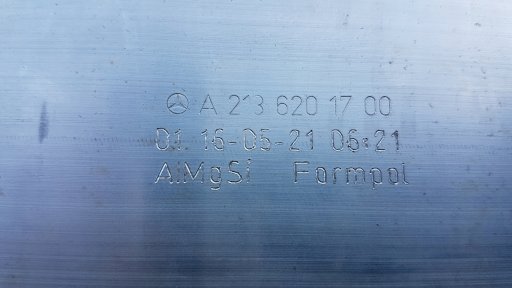 A 213 620 17 00
01. 16-05-21 06:21
AlMgSi Formpol